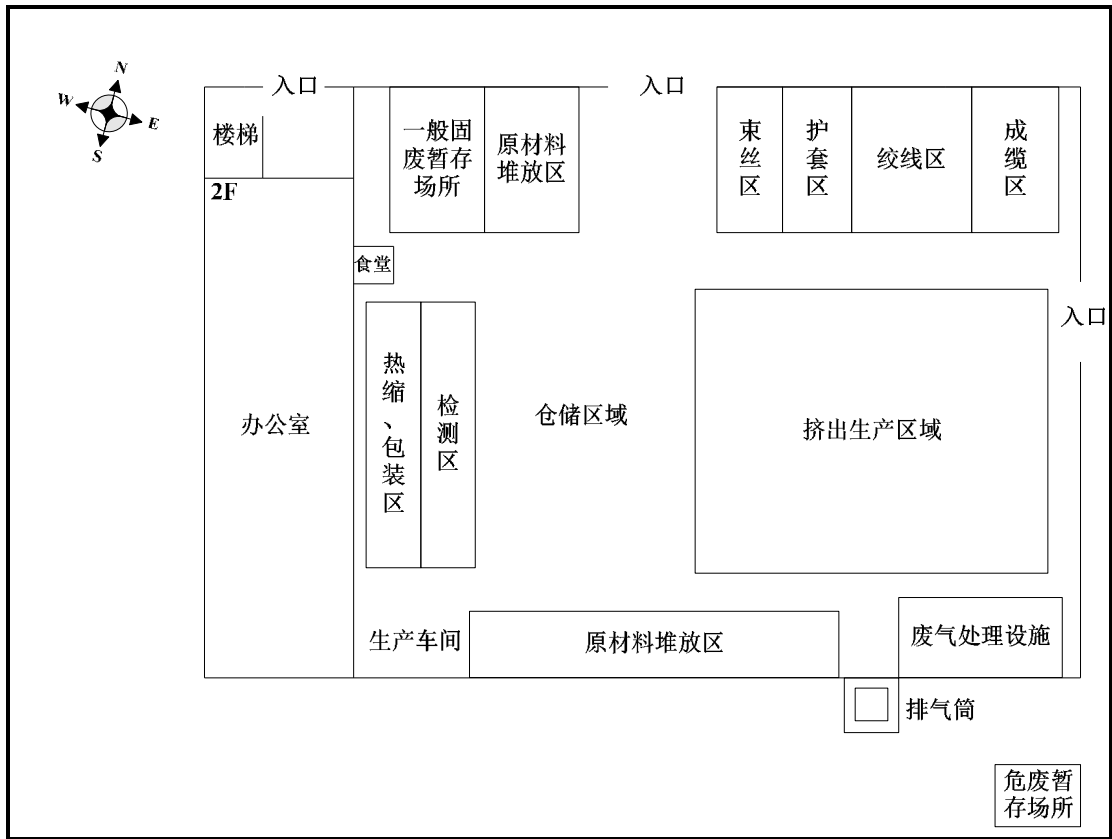 N
W
E
S
入口
入口
楼梯
2F
一般固
废暂存
场所
原材料
堆放区
束丝区
护套区
绞线区
成缆区
食堂
入口
热缩、包装区
检测区
办公室
仓储区域
挤出生产区域
生产车间
原材料堆放区
废气处理设施
排气筒
危废暂
存场所